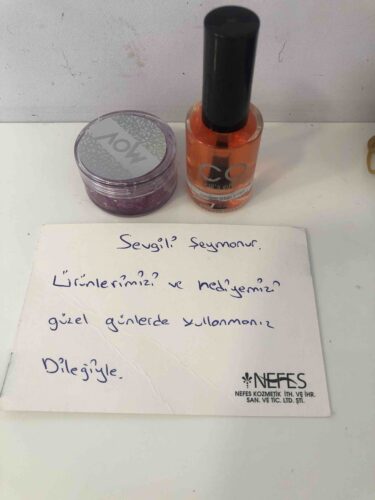 VOW
CO
Sevgili Şeymanur.
Ürünlerimizi ve hediyemizi
güzel günlerde kullanmanız
Dileğiyle.
NEFES
NEFES KOZMETİK İTH. VE İHR.
SAN. VE TİC. LTD. ŞTİ.